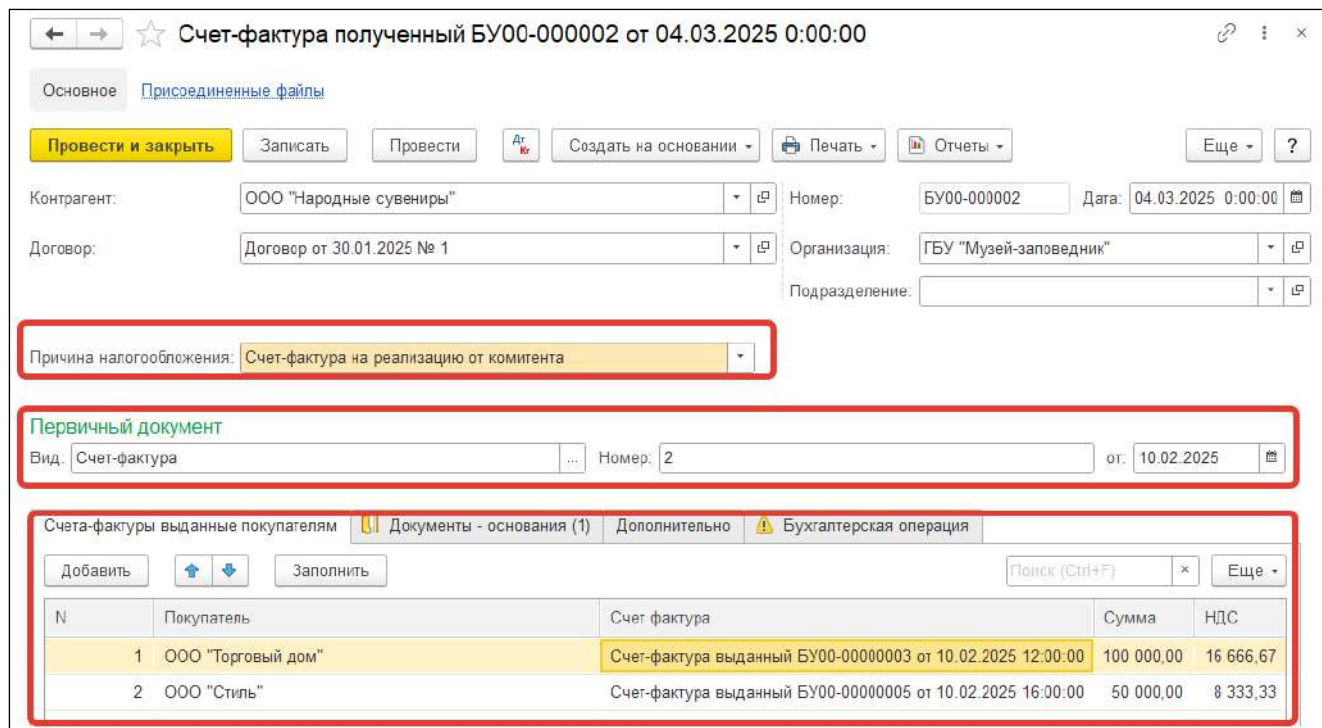 Счет-фактура полученный БУ00-000002 от 04.03.2025 0:00:00
Основное Присоединенные файлы
Провести и закрыть Записать Провести Дт Кт Создать на основании Печать Отчеты Еще ?
Контрагент: ООО "Народные сувениры" Номер: БУ00-000002 Дата: 04.03.2025 0:00:00
Договор: Договор от 30.01.2025 № 1 Организация: ГБУ "Музей-заповедник"
Подразделение:
Причина налогообложения: Счет-фактура на реализацию от комитента
Первичный документ
Вид: Счет-фактура ... Номер: 2 от: 10.02.2025
Счета-фактуры выданные покупателям Документы - основания (1) Дополнительно Бухгалтерская операция
Добавить Заполнить Поиск (Ctrl+F) × Еще
N Покупатель Счет фактура Сумма НДС
1 ООО "Торговый дом" Счет-фактура выданный БУ00-00000003 от 10.02.2025 12:00:00 100 000,00 16 666,67
2 ООО "Стиль" Счет-фактура выданный БУ00-00000005 от 10.02.2025 16:00:00 50 000,00 8 333,33